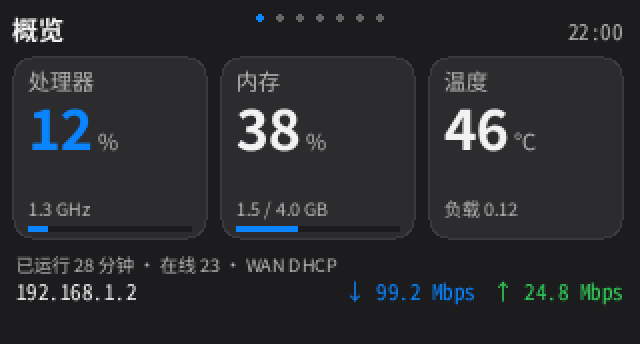 概览 22:00
处理器 内存 温度
12 % 38 % 46 °C
1.3 GHz 1.5 / 4.0 GB 负载 0.12
已运行 28 分钟 · 在线 23 · WAN DHCP
192.168.1.2 ↓ 99.2 Mbps ↑ 24.8 Mbps